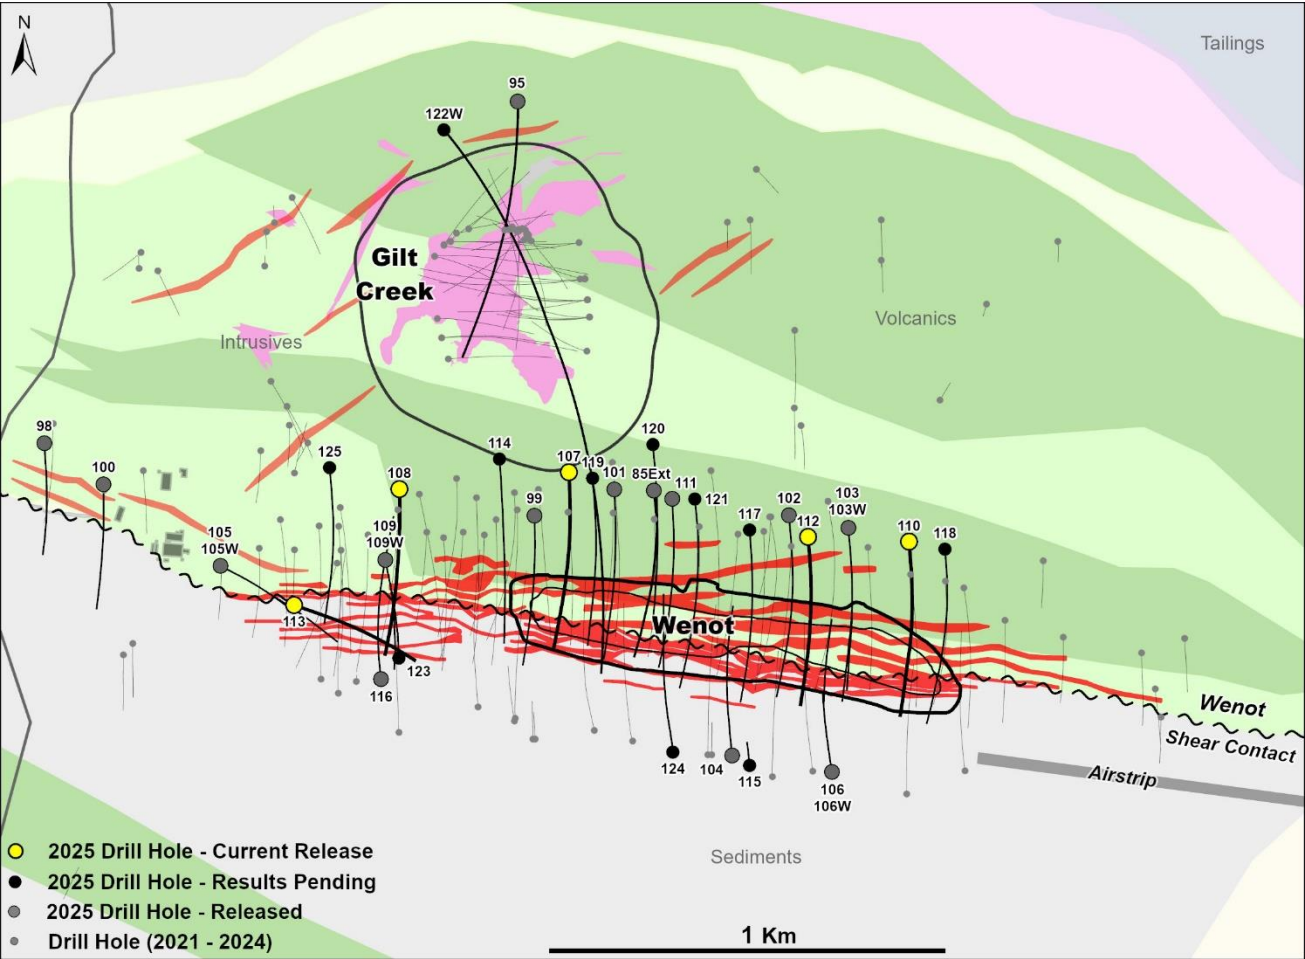 N
Tailings
95
122W
Gilt
Creek
Volcanics
Intrusives
98
100
125
114
120
107
119
101
85Ext
111
121
108
99
102
103
103W
112
117
110
118
109
109W
105
105W
113
Wenot
123
116
124
104
115
106
106W
Wenot
Shear Contact
Airstrip
Sediments
2025 Drill Hole - Current Release
2025 Drill Hole - Results Pending
2025 Drill Hole - Released
Drill Hole (2021 - 2024)
1 Km